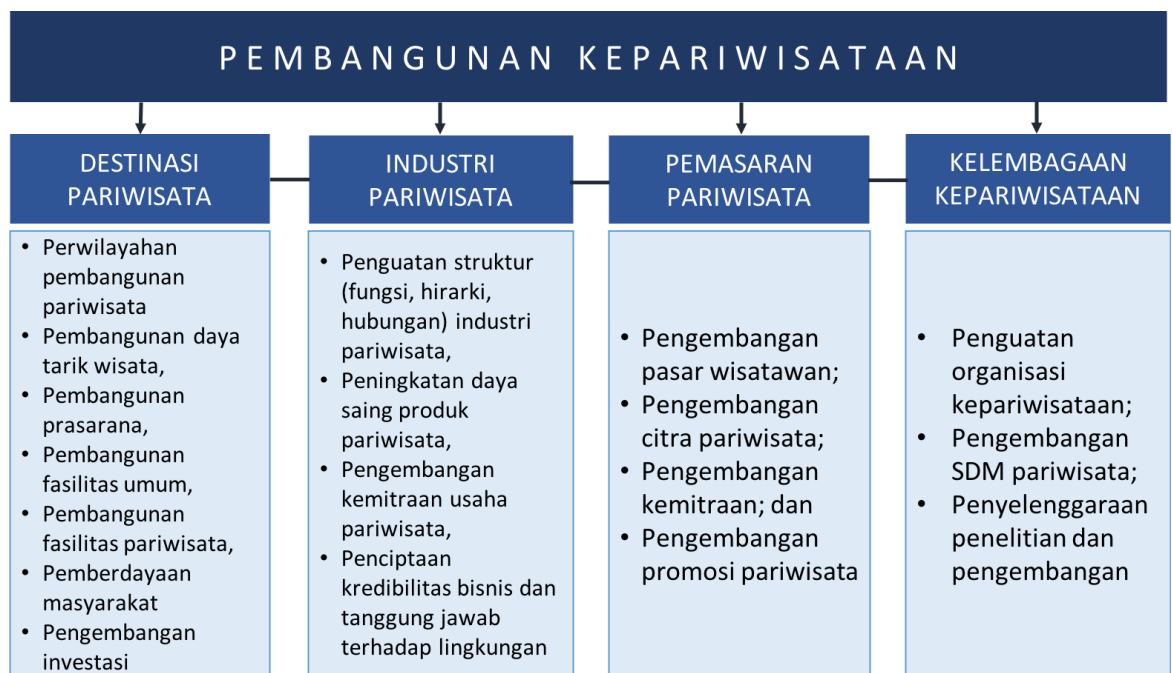 PEMBANGUNAN KEPARIWISATAAN
DESTINASI
PARIWISATA
• Perwilayahan
pembangunan
pariwisata
• Pembangunan daya
tarik wisata,
• Pembangunan
prasarana,
• Pembangunan
fasilitas umum,
• Pembangunan
fasilitas pariwisata,
• Pemberdayaan
masyarakat
• Pengembangan
investasi
INDUSTRI
PARIWISATA
• Penguatan struktur
(fungsi, hirarki,
hubungan) industri
pariwisata,
• Peningkatan daya
saing produk
pariwisata,
• Pengembangan
kemitraan usaha
pariwisata,
• Penciptaan
kredibilitas bisnis dan
tanggung jawab
terhadap lingkungan
PEMASARAN
PARIWISATA
• Pengembangan
pasar wisatawan;
• Pengembangan
citra pariwisata;
• Pengembangan
kemitraan; dan
• Pengembangan
promosi pariwisata
KELEMBAGAAN
KEPARIWISATAAN
• Penguatan
organisasi
kepariwisataan;
• Pengembangan
SDM pariwisata;
• Penyelenggaraan
penelitian dan
pengembangan